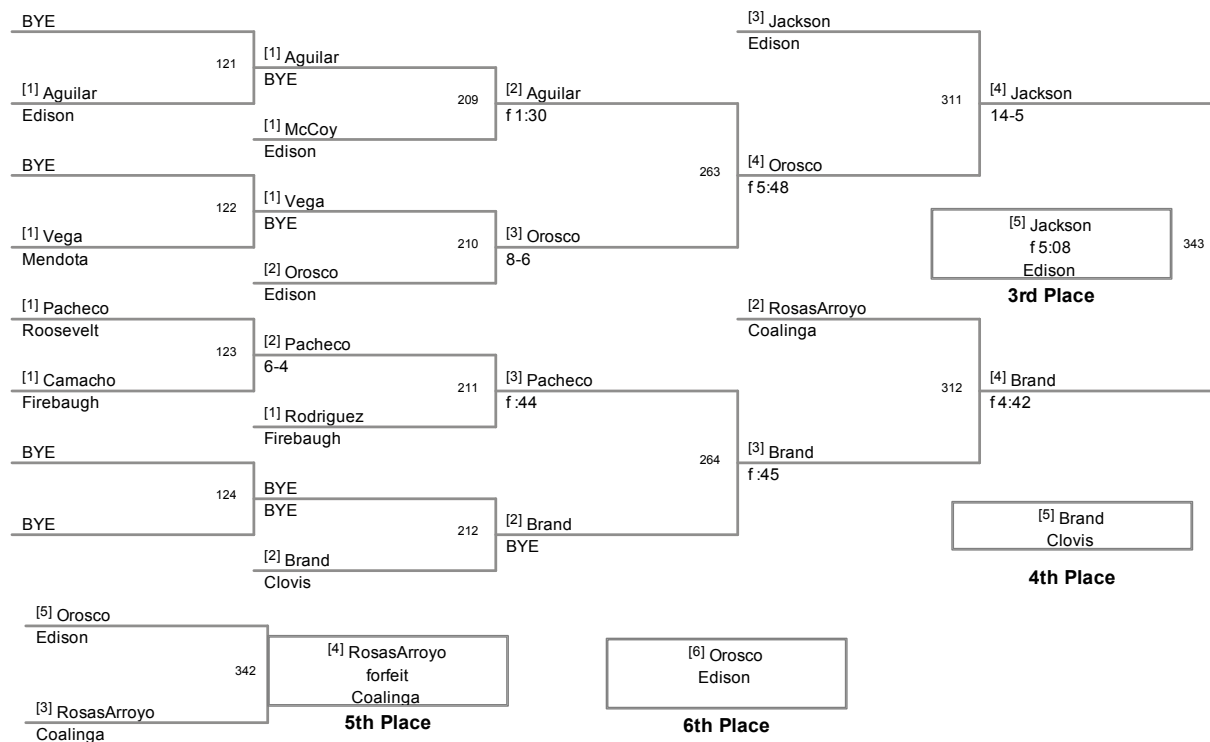 BYE
121
[1] Aguilar
Edison
[1] Aguilar
BYE
209
[1] McCoy
Edison
[2] Aguilar
f 1:30
BYE
122
[1] Vega
Mendota
[1] Vega
BYE
210
[2] Orosco
Edison
[3] Orosco
8-6
263
[4] Orosco
f 5:48
[3] Jackson
Edison
311
[4] Jackson
14-5
[5] Jackson
f 5:08
Edison
343
3rd Place
[1] Pacheco
Roosevelt
123
[1] Camacho
Firebaugh
[2] Pacheco
6-4
211
[1] Rodriguez
Firebaugh
[3] Pacheco
f :44
BYE
124
BYE
BYE
BYE
212
[2] Brand
Clovis
[2] Brand
BYE
264
[3] Brand
f :45
[2] RosasArroyo
Coalinga
312
[4] Brand
f 4:42
[5] Brand
Clovis
4th Place
[5] Orosco
Edison
342
[3] RosasArroyo
Coalinga
[4] RosasArroyo
forfeit
Coalinga
5th Place
[6] Orosco
Edison
6th Place